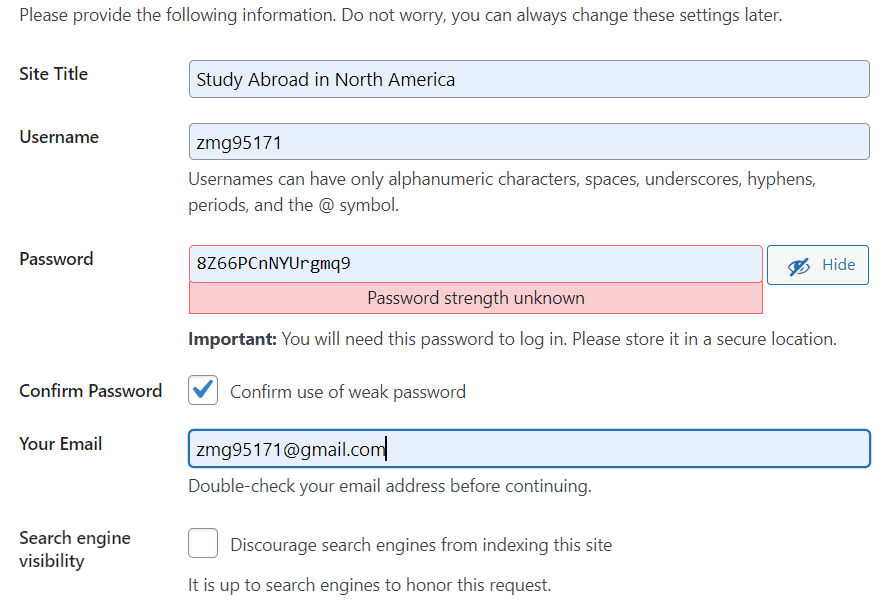 Please provide the following information. Do not worry, you can always change these settings later.
Site Title
Study Abroad in North America
Username
zmg95171
Usernames can have only alphanumeric characters, spaces, underscores, hyphens,
periods, and the @ symbol.
Password
8Z66PCnNYUrgmq9
Hide
Password strength unknown
Important: You will need this password to log in. Please store it in a secure location.
Confirm Password
Confirm use of weak password
Your Email
zmg95171@gmail.com
Double-check your email address before continuing.
Search engine
visibility
Discourage search engines from indexing this site
It is up to search engines to honor this request.